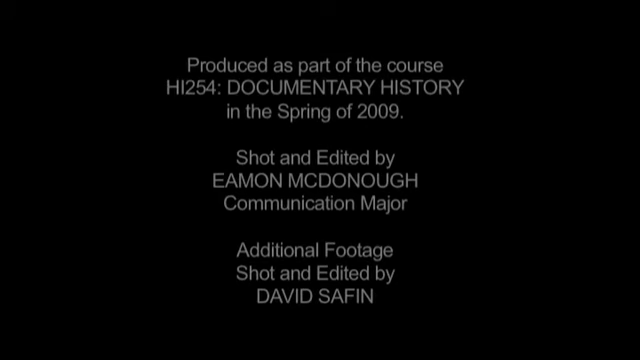 Produced as part of the course
HI254: DOCUMENTARY HISTORY
in the Spring of 2009.
Shot and Edited by
EAMON MCDONOUGH
Communication Major
Additional Footage
Shot and Edited by
DAVID SAFIN